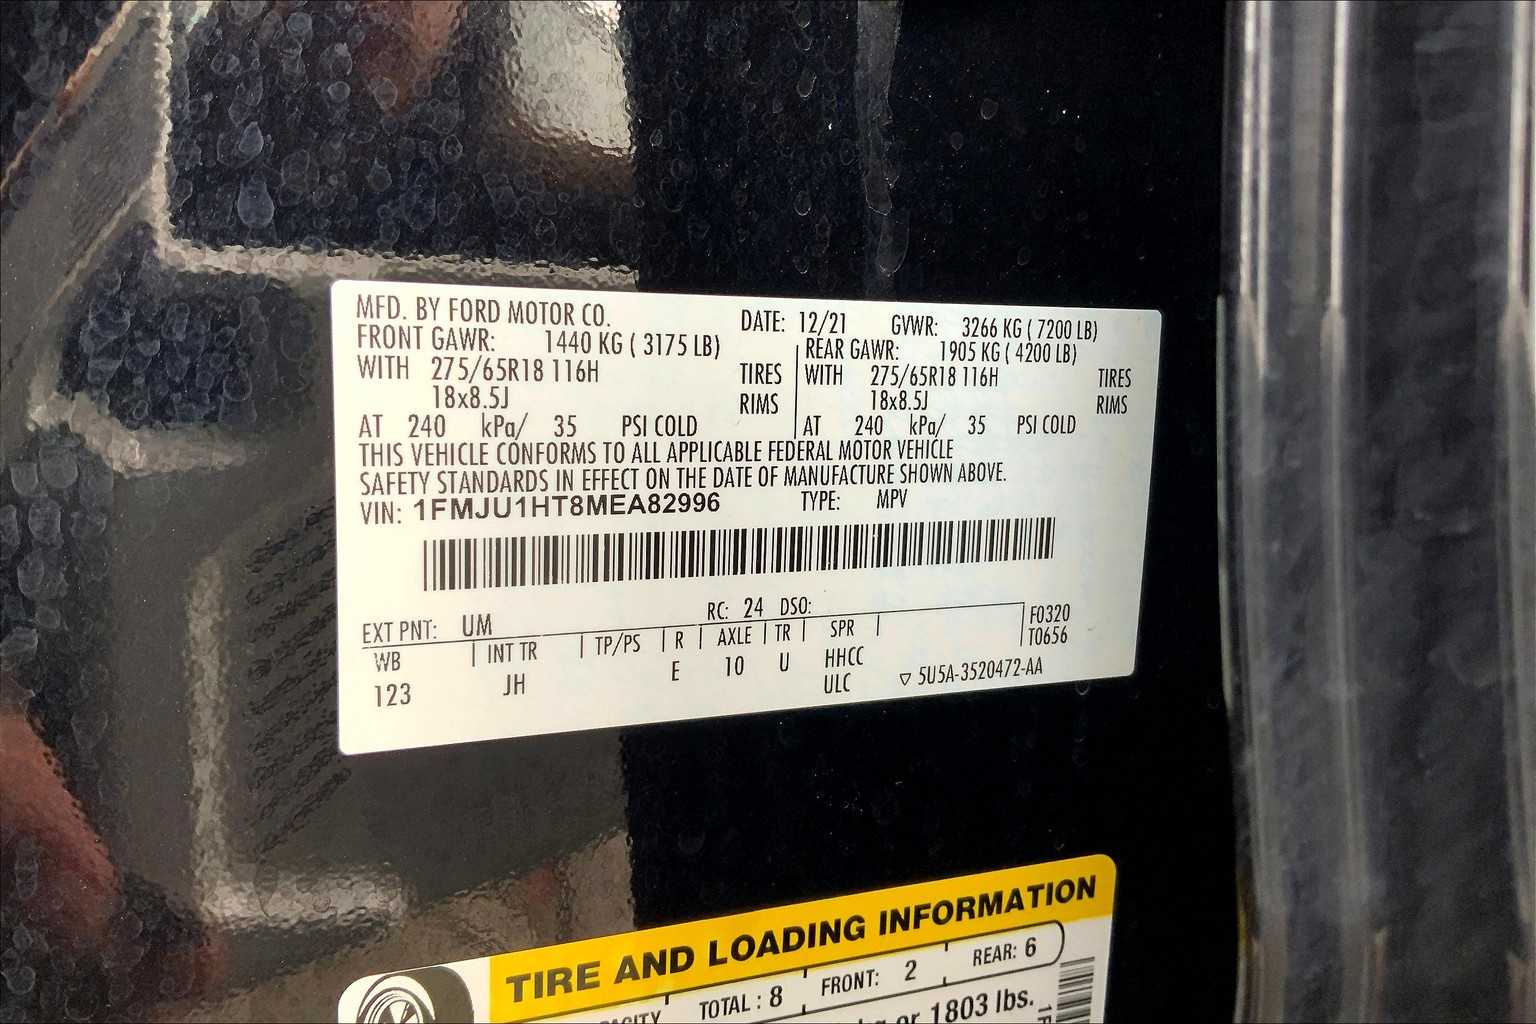 MFD. BY FORD MOTOR CO. DATE: 12/21 GVWR: 3266 KG ( 7200 LB)
FRONT GAWR: 1440 KG ( 3175 LB) REAR GAWR: 1905 KG ( 4200 LB)
WITH 275/65R18 116H TIRES WITH 275/65R18 116H TIRES
18x8.5J RIMS 18x8.5J RIMS
AT 240 kPa/ 35 PSI COLD AT 240 kPa/ 35 PSI COLD
THIS VEHICLE CONFORMS TO ALL APPLICABLE FEDERAL MOTOR VEHICLE
SAFETY STANDARDS IN EFFECT ON THE DATE OF MANUFACTURE SHOWN ABOVE.
VIN: 1FMJU1HT8MEA82996 TYPE: MPV
EXT PNT: UM RC: 24 DSO: F0320
WB INT TR TP/PS R AXLE TR SPR T0656
123 JH E 10 U HHCC
ULC ▽ 5U5A-3520472-AA
TIRE AND LOADING INFORMATION
TOTAL : 8 FRONT: 2 REAR: 6
or 1803 lbs.